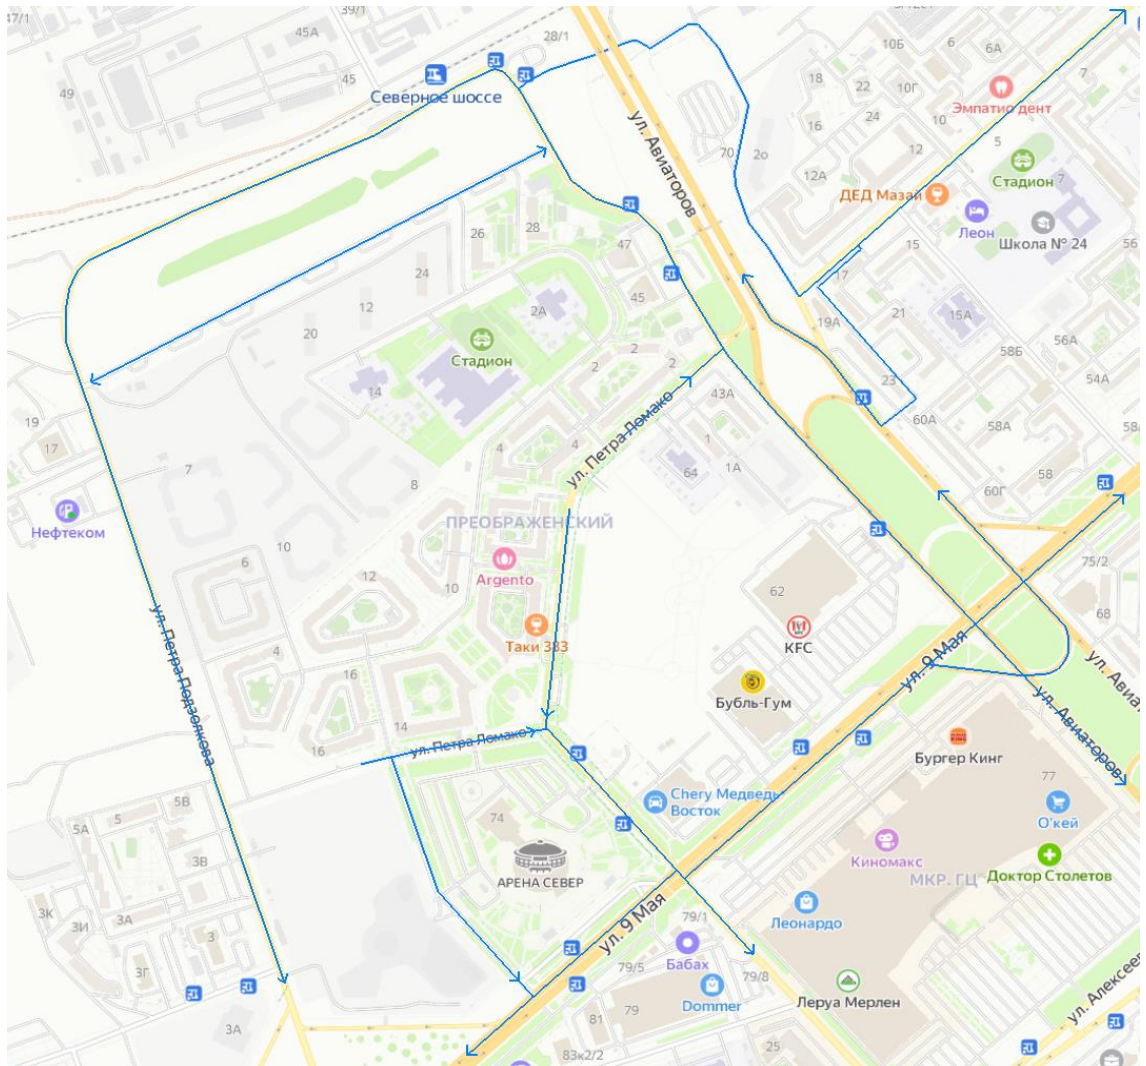 47/1
39/1
45А
28/1
49
45
Северное шоссе
ул. Авиаторов
70
2о
10Б
6
6А
18
22
10Г
7
Эмпатио дент
16
24
10
5
12
12А
Стадион
7
ДЕД Мазай
Леон
Школа № 24
56
15
17
26
28
47
24
45
12
2А
20
21
15А
19А
56А
58Б
Стадион
2
2
2
14
43А
23
54А
60А
58А
58/
19
17
4
4
ул. Петра Ломако
1
1А
64
58
60Г
7
8
Нефтеком
ПРЕОБРАЖЕНСКИЙ
10
6
12
10
Argento
75/2
62
68
KFC
Таки 383
ул. 9 Мая
ул. Петра Подзолкова
4
16
16
14
Бубль-Гум
ул. Авиа
ул. Авиаторов
ул. Петра Ломако
Бургер Кинг
77
Chery Медведь
Восток
О'кей
5В
5
5А
3В
74
АРЕНА СЕВЕР
Киномакс
МКР. ГЦ
Доктор Столетов
3К
3И
3А
3
3Г
ул. 9 Мая
79/1
Леонардо
Бабах
79/5
79/8
Dommer
Леруа Мерлен
ул. Алексее
3А
81
79
83к2/2
25